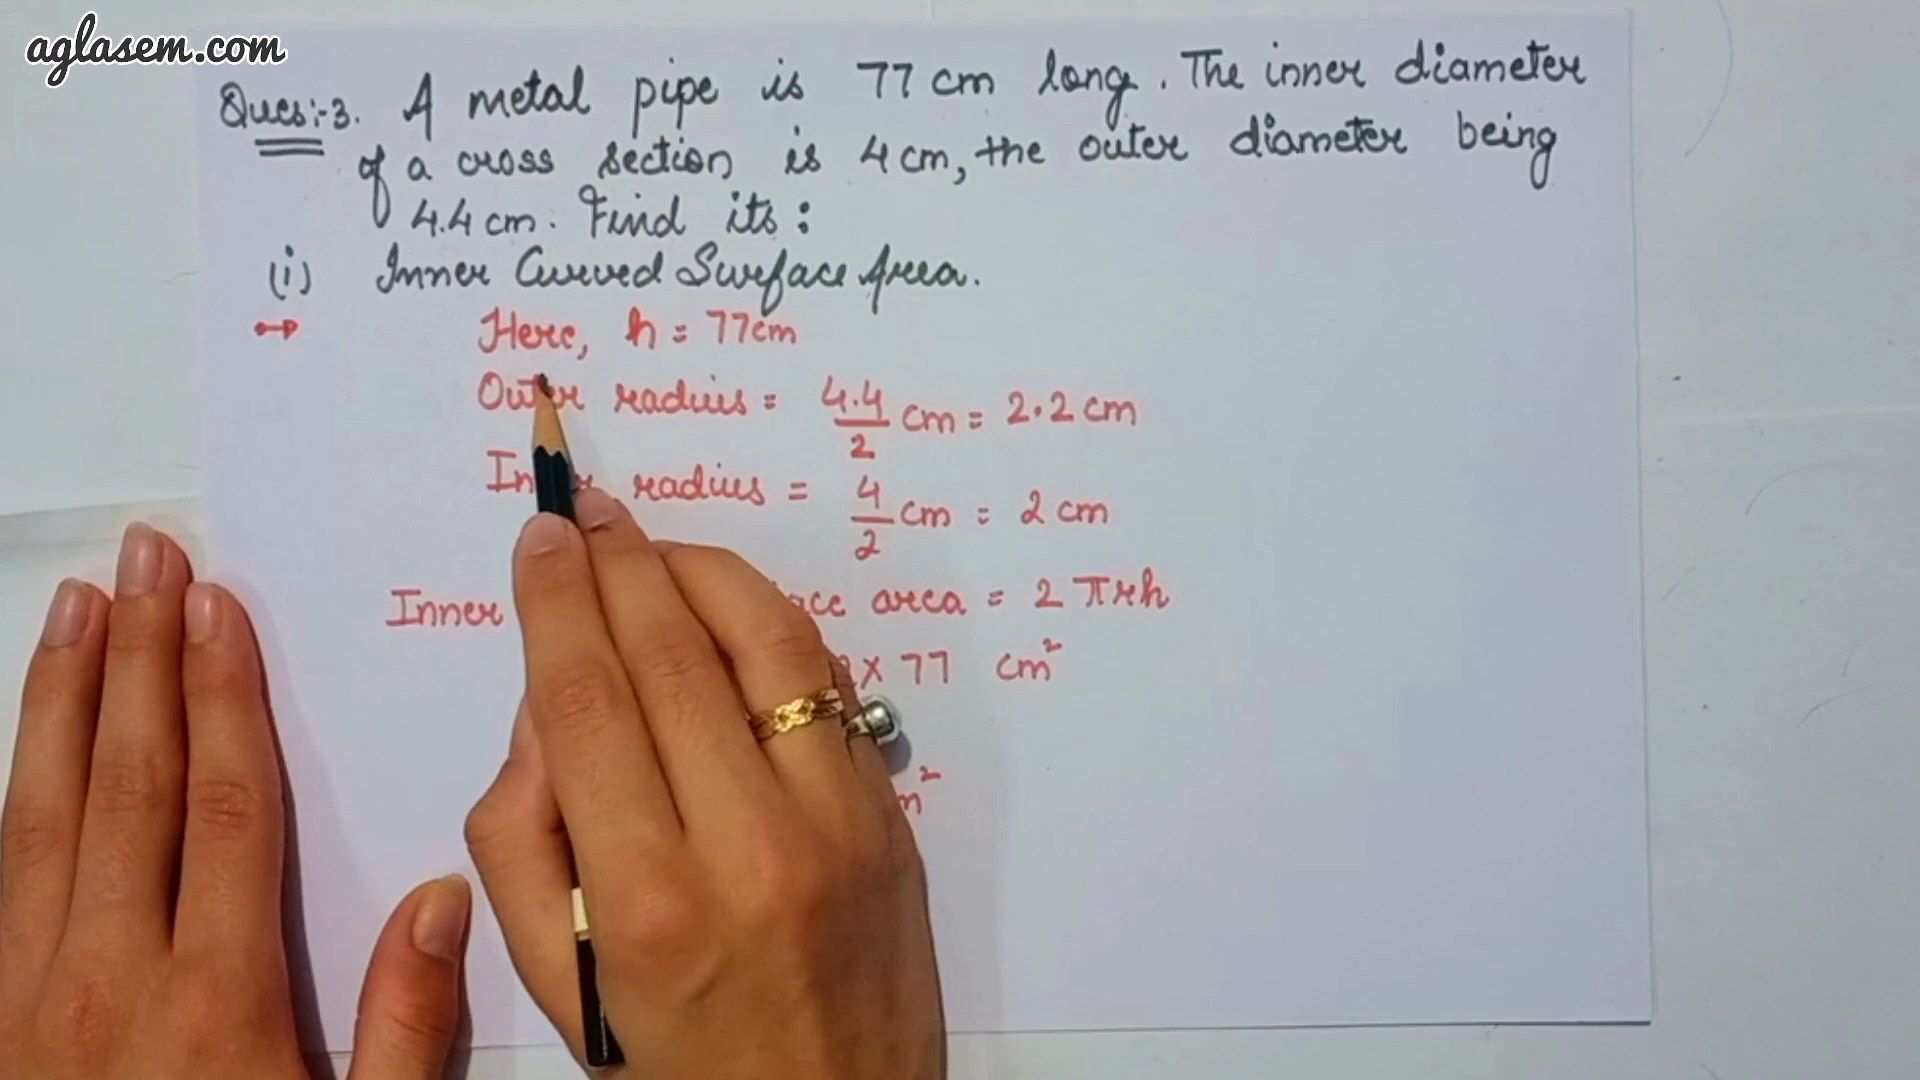 aglasem.com
Ques:-3. A metal pipe is 77 cm long. The inner diameter
of a cross section is 4 cm, the outer diameter being
4.4 cm. Find its:
(i) Inner Curved Surface Area.
Here, h = 77cm
Outer radius = 4.4/2 cm = 2.2 cm
radius = 4/2 cm = 2 cm
Inner area = 2πrh
x 77 cm²